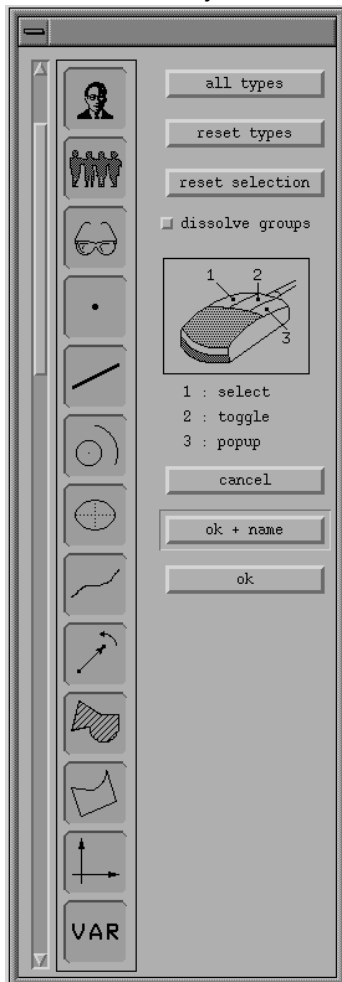 all types
reset types
reset selection
dissolve groups
1 2
3
1 : select
2 : toggle
3 : popup
cancel
ok + name
ok
VAR